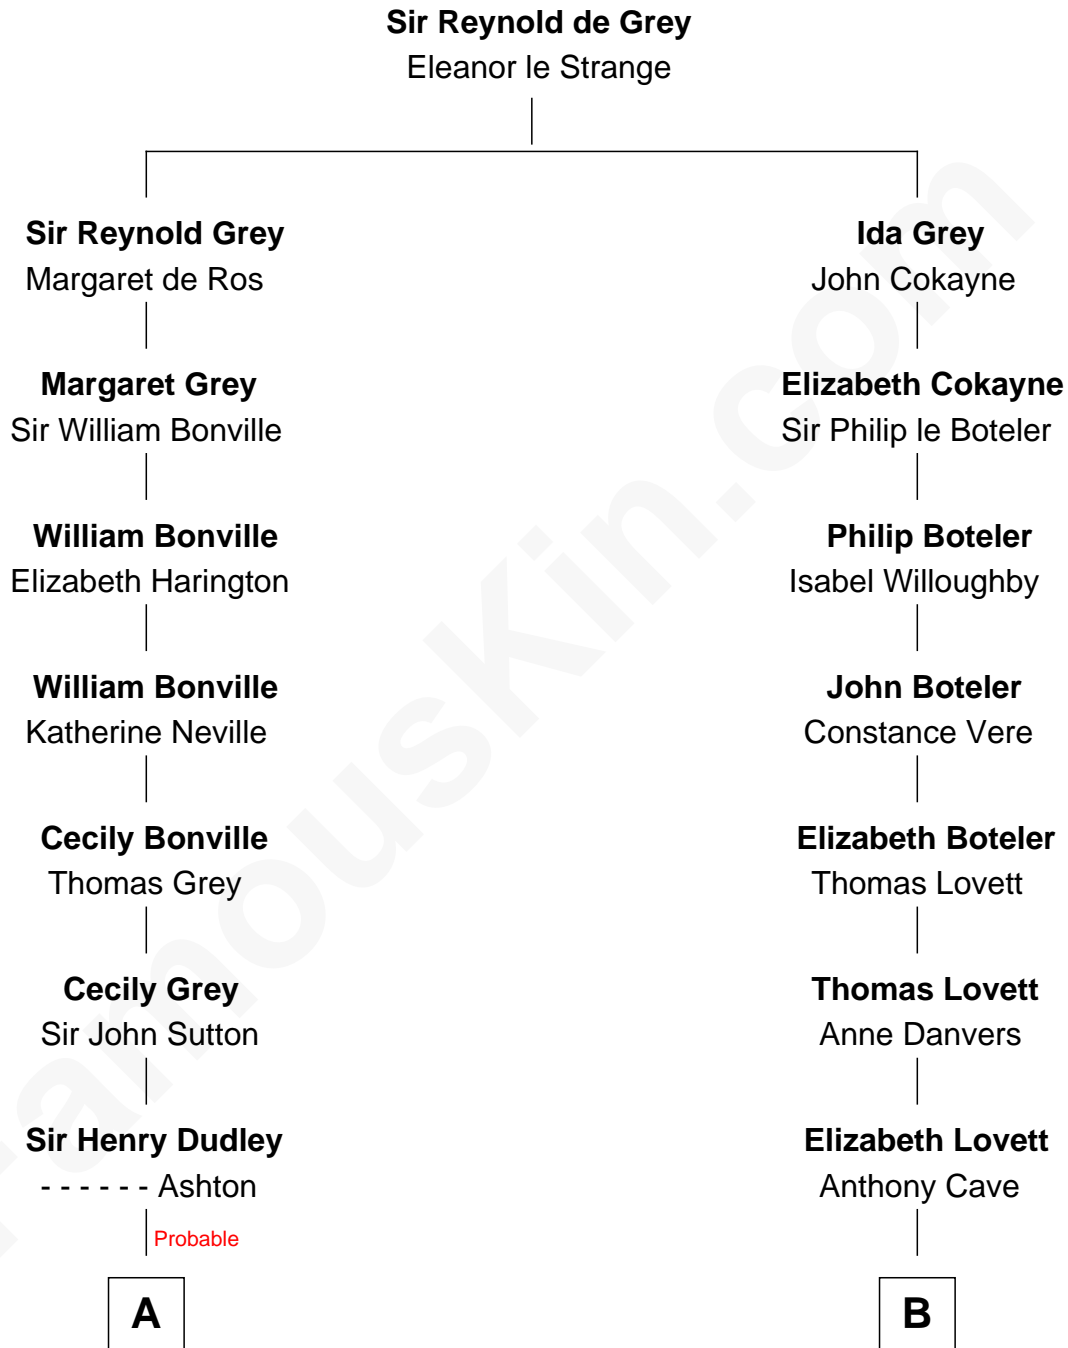 Sir Reynold de Grey
Eleanor le Strange
Sir Reynold Grey
Margaret de Ros
Ida Grey
John Cokayne
Margaret Grey
Sir William Bonville
Elizabeth Cokayne
Sir Philip le Boteler
William Bonville
Elizabeth Harington
Philip Boteler
Isabel Willoughby
William Bonville
Katherine Neville
John Boteler
Constance Vere
Cecily Bonville
Thomas Grey
Elizabeth Boteler
Thomas Lovett
Cecily Grey
Sir John Sutton
Thomas Lovett
Anne Danvers
Sir Henry Dudley
- - - - - - Ashton
Elizabeth Lovett
Anthony Cave
Probable
A
B
FamousKin.com